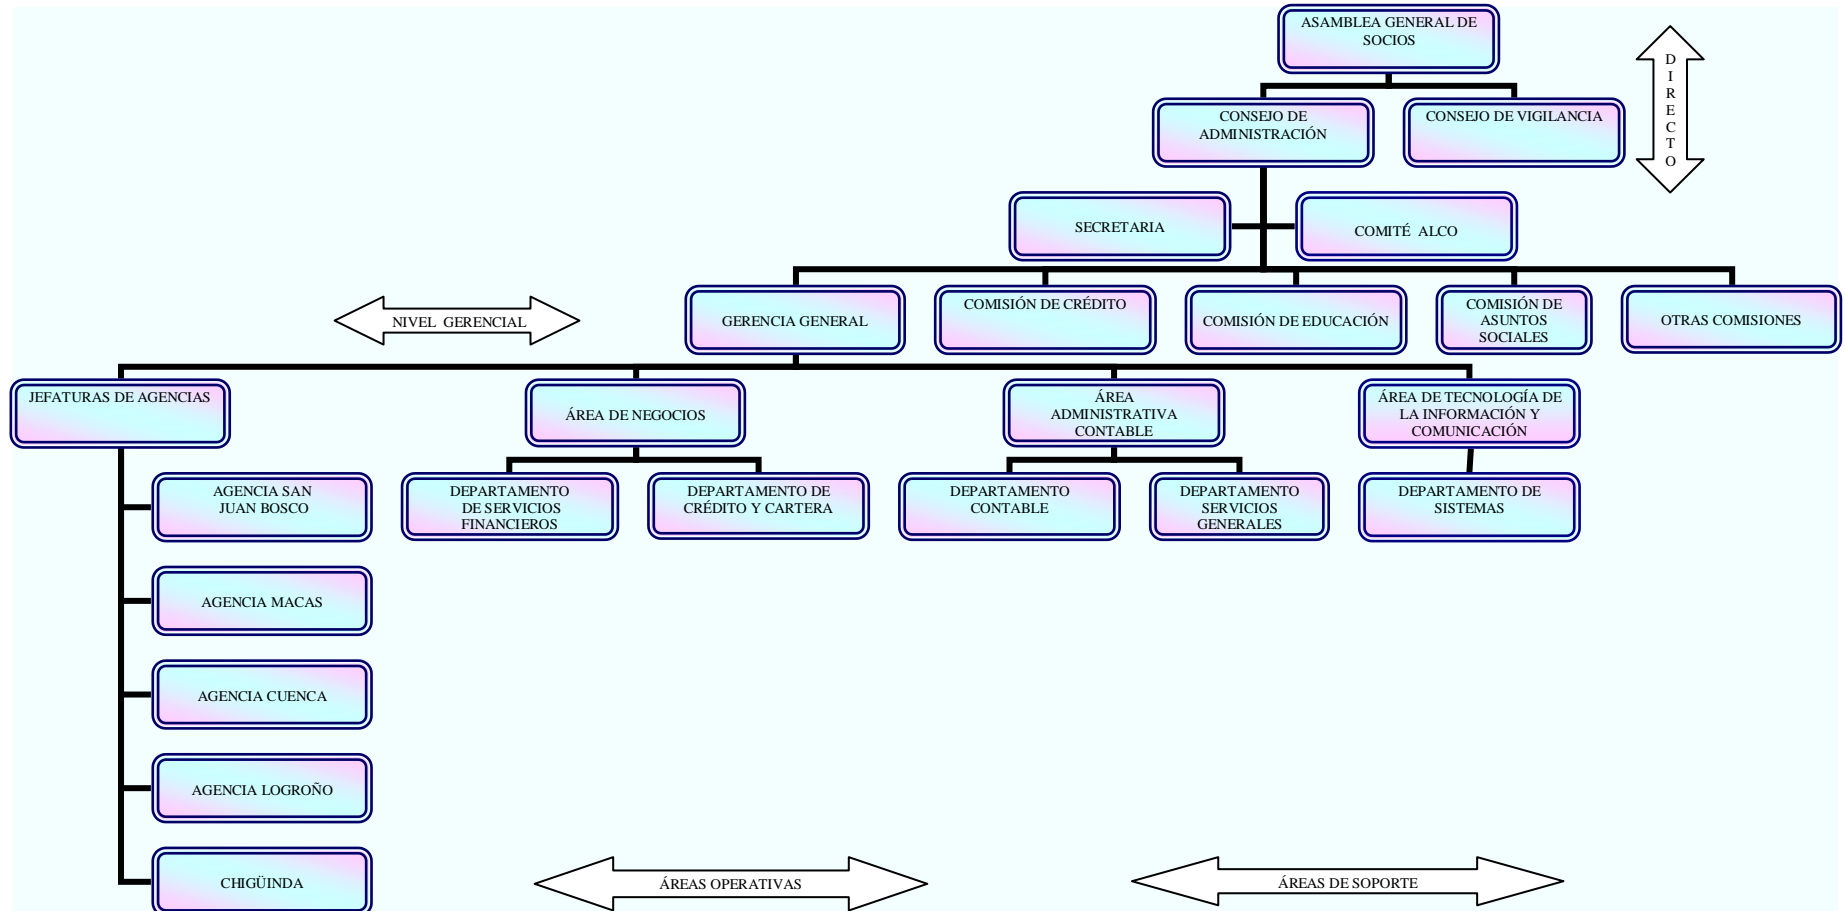 ASAMBLEA GENERAL DE
SOCIOS
D
I
R
E
C
T
O
CONSEJO DE
ADMINISTRACIÓN
CONSEJO DE VIGILANCIA
SECRETARIA
COMITÉ ALCO
NIVEL GERENCIAL
GERENCIA GENERAL
COMISIÓN DE CRÉDITO
COMISIÓN DE EDUCACIÓN
COMISIÓN DE
ASUNTOS
SOCIALES
OTRAS COMISIONES
JEFATURAS DE AGENCIAS
ÁREA DE NEGOCIOS
ÁREA
ADMINISTRATIVA
CONTABLE
ÁREA DE TECNOLOGÍA DE
LA INFORMACIÓN Y
COMUNICACIÓN
AGENCIA SAN
JUAN BOSCO
DEPARTAMENTO
DE SERVICIOS
FINANCIEROS
DEPARTAMENTO DE
CRÉDITO Y CARTERA
DEPARTAMENTO
CONTABLE
DEPARTAMENTO
SERVICIOS
GENERALES
DEPARTAMENTO DE
SISTEMAS
AGENCIA MACAS
AGENCIA CUENCA
AGENCIA LOGROÑO
CHIGÜINDA
ÁREAS OPERATIVAS
ÁREAS DE SOPORTE